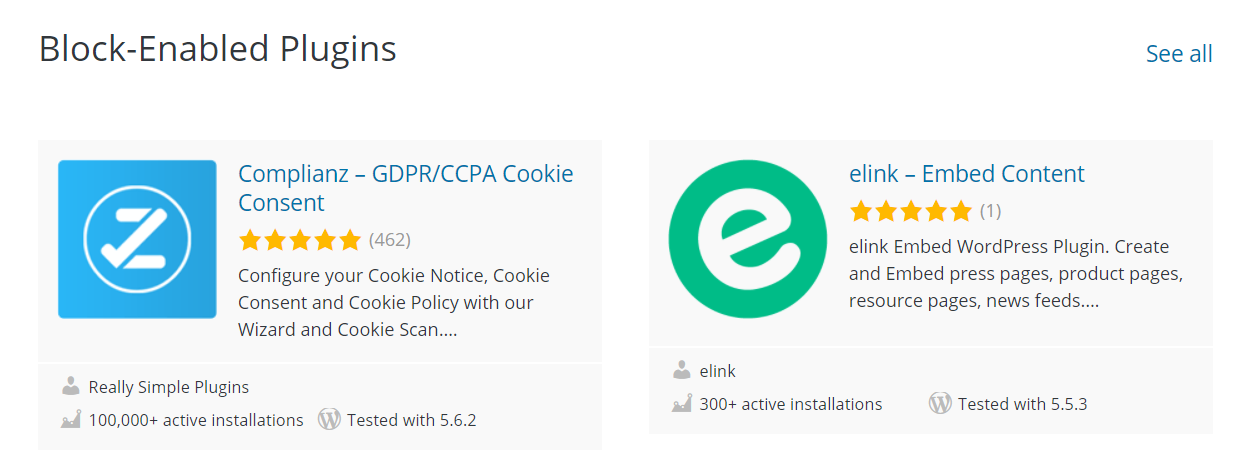 Block-Enabled Plugins
See all
Complianz – GDPR/CCPA Cookie
Consent
(462)
Configure your Cookie Notice, Cookie
Consent and Cookie Policy with our
Wizard and Cookie Scan....
Really Simple Plugins
100,000+ active installations
Tested with 5.6.2
elink – Embed Content
(1)
elink Embed WordPress Plugin. Create
and Embed press pages, product pages,
resource pages, news feeds....
elink
300+ active installations
Tested with 5.5.3